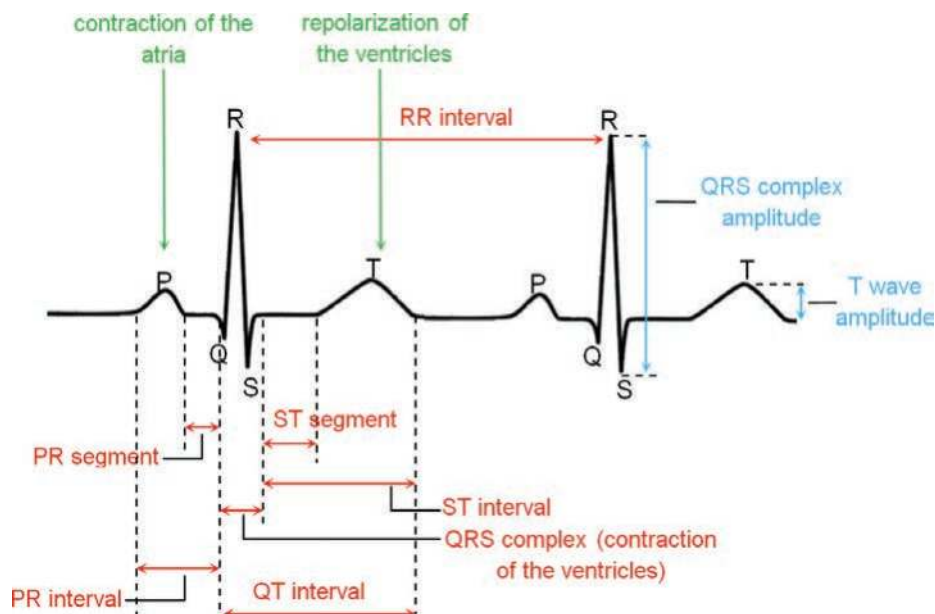 contraction of the
atria
repolarization of
the ventricles
R
RR interval
R
QRS complex
amplitude
P
T
P
T
T wave
amplitude
Q
S
Q
S
ST segment
PR segment
ST interval
QRS complex (contraction
of the ventricles)
PR interval
QT interval